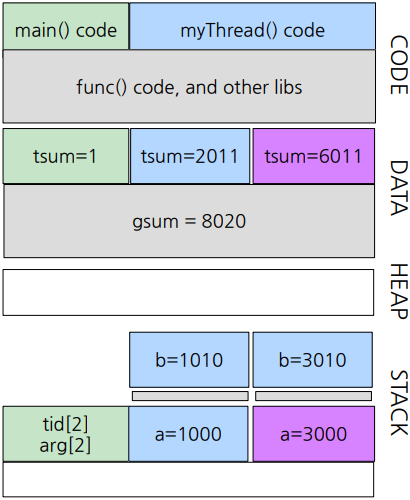 main() code
myThread() code
func() code, and other libs
CODE
tsum=1
tsum=2011
tsum=6011
gsum = 8020
DATA
HEAP
b=1010
b=3010
tid[2]
arg[2]
a=1000
a=3000
STACK